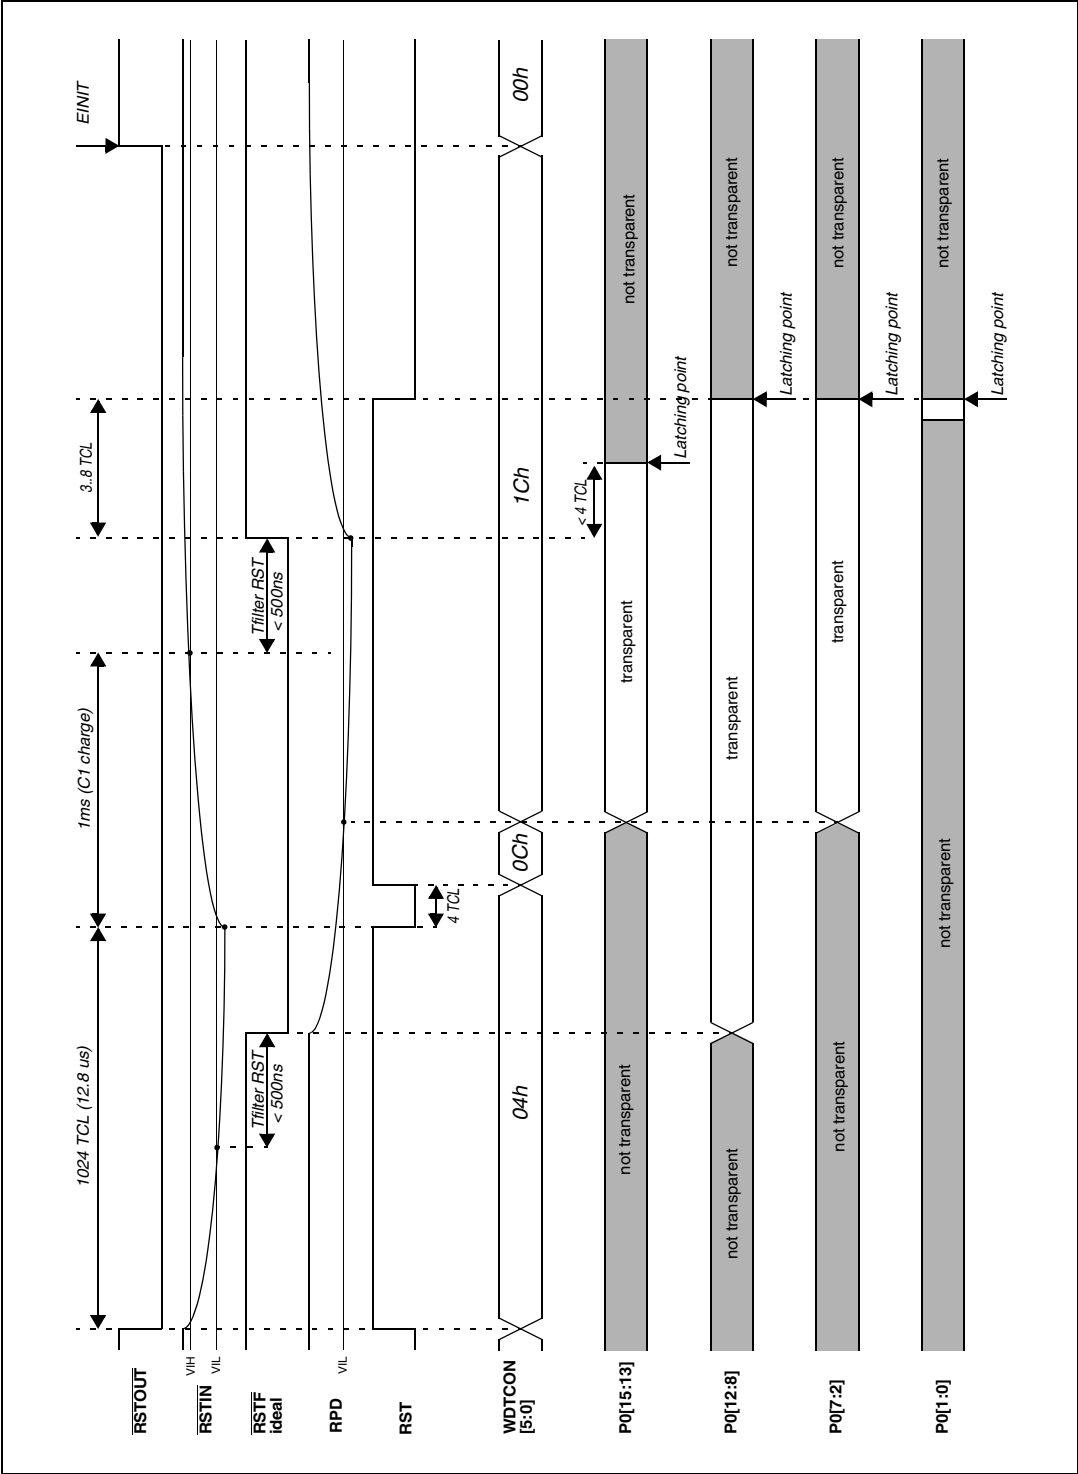 RSTOUT
EINIT
1024 TCL (12.8 us)
1ms (C1 charge)
3..8 TCL
VIH
VIL
RSTIN
RSTF
ideal
Tfilter RST
< 500ns
Tfilter RST
< 500ns
VIL
RPD
RST
4 TCL
WDTCON
[5:0]
04h
0Ch
1Ch
00h
< 4 TCL
P0[15:13]
not transparent
transparent
not transparent
Latching point
P0[12:8]
not transparent
transparent
not transparent
Latching point
P0[7:2]
not transparent
transparent
not transparent
Latching point
P0[1:0]
not transparent
not transparent
Latching point